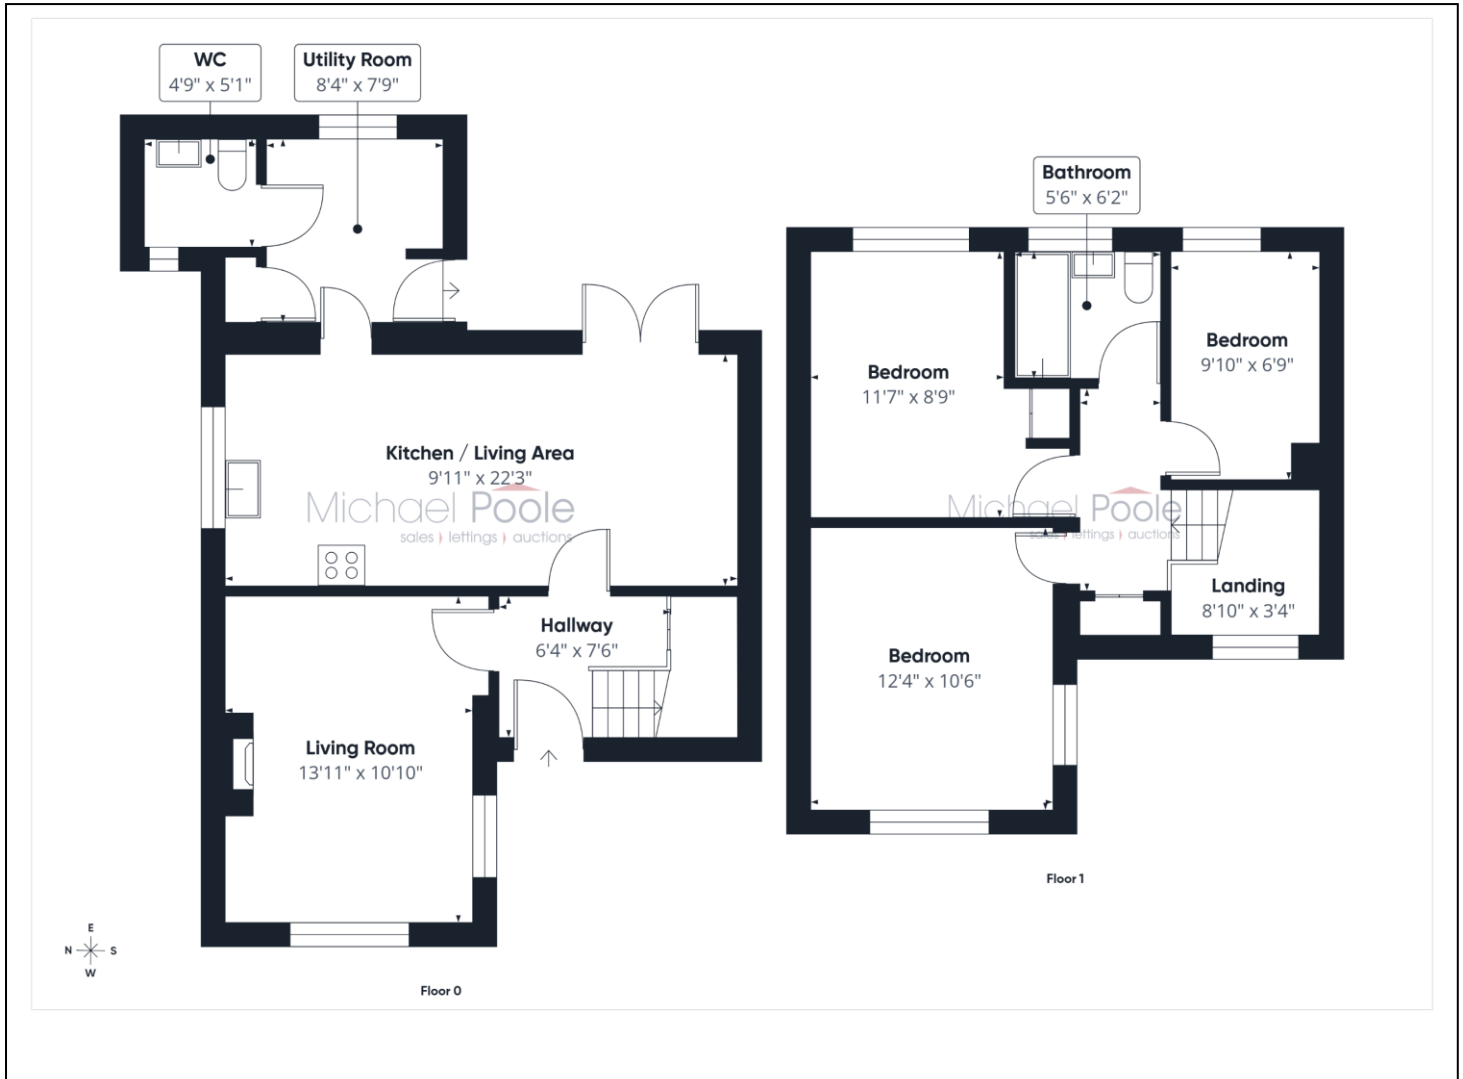 WC
4'9" x 5'1"
Utility Room
8'4" x 7'9"
Kitchen / Living Area
9'11" x 22'3"
Michael Poole
sales lettings auctions
Hallway
6'4" x 7'6"
Living Room
13'11" x 10'10"
E
N S
W
Floor 0
Bathroom
5'6" x 6'2"
Bedroom
9'10" x 6'9"
Bedroom
11'7" x 8'9"
Michael Poole
sales lettings auctions
Landing
8'10" x 3'4"
Bedroom
12'4" x 10'6"
Floor 1